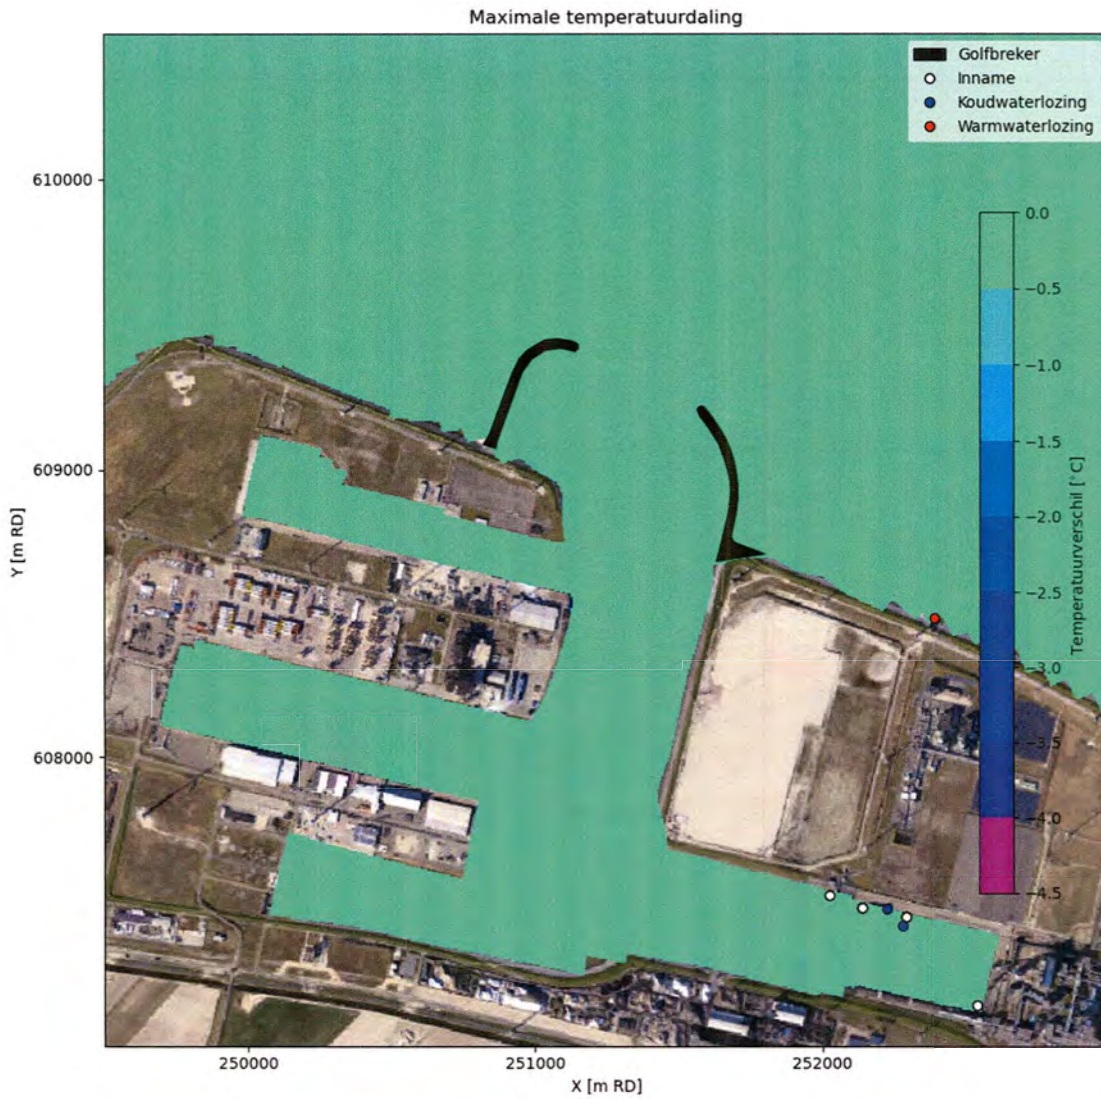 Maximale temperatuurdaling
Golfbreker
Inname
Koudwaterlozing
Warmwaterlozing
610000
609000
608000
Y [m RD]
0.0
−0.5
−1.0
−1.5
−2.0
−2.5
−3.0
−3.5
−4.0
−4.5
Temperatuurverschil [°C]
250000
251000
252000
X [m RD]